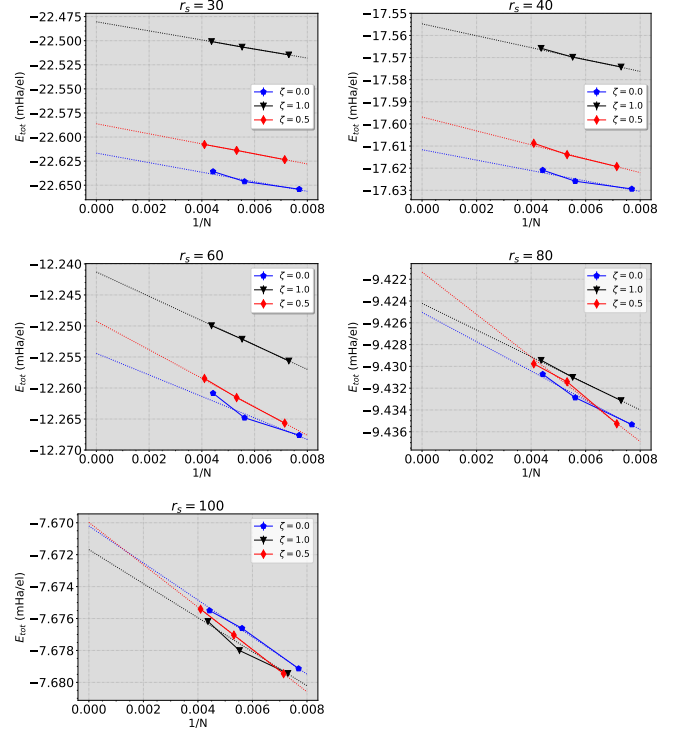 r_s = 30
E_tot (mHa/el)
−22.475
−22.500
−22.525
−22.550
−22.575
−22.600
−22.625
−22.650
ζ = 0.0
ζ = 1.0
ζ = 0.5
0.000 0.002 0.004 0.006 0.008
1/N
r_s = 40
E_tot (mHa/el)
−17.55
−17.56
−17.57
−17.58
−17.59
−17.60
−17.61
−17.62
−17.63
ζ = 0.0
ζ = 1.0
ζ = 0.5
0.000 0.002 0.004 0.006 0.008
1/N
r_s = 60
E_tot (mHa/el)
−12.240
−12.245
−12.250
−12.255
−12.260
−12.265
−12.270
ζ = 0.0
ζ = 1.0
ζ = 0.5
0.000 0.002 0.004 0.006 0.008
1/N
r_s = 80
E_tot (mHa/el)
−9.422
−9.424
−9.426
−9.428
−9.430
−9.432
−9.434
−9.436
ζ = 0.0
ζ = 1.0
ζ = 0.5
0.000 0.002 0.004 0.006 0.008
1/N
r_s = 100
E_tot (mHa/el)
−7.670
−7.672
−7.674
−7.676
−7.678
−7.680
ζ = 0.0
ζ = 1.0
ζ = 0.5
0.000 0.002 0.004 0.006 0.008
1/N